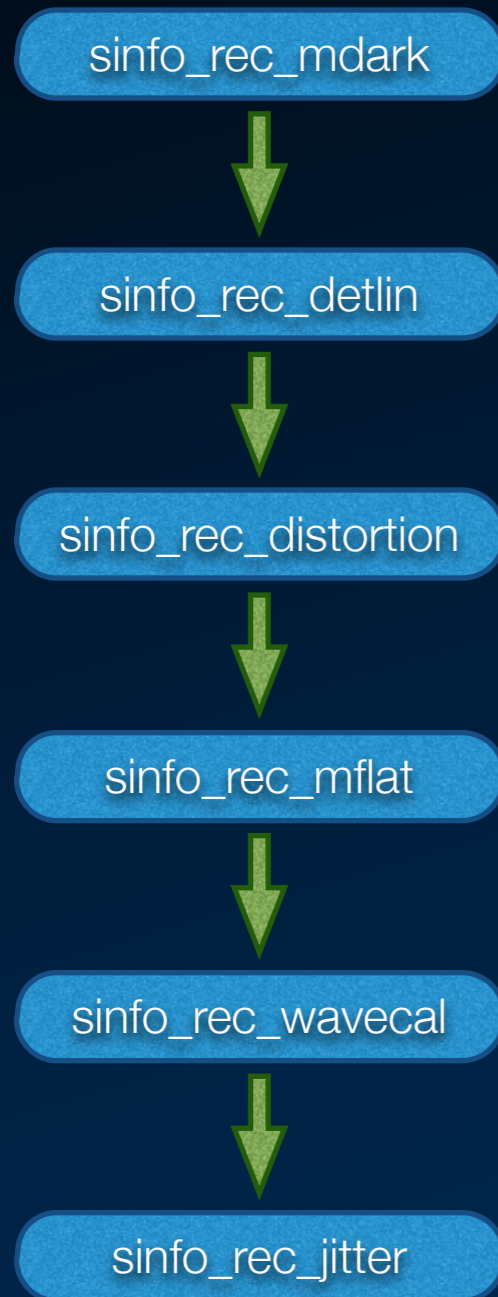 sinfo_rec_mdark
sinfo_rec_detlin
sinfo_rec_distortion
sinfo_rec_mflat
sinfo_rec_wavecal
sinfo_rec_jitter